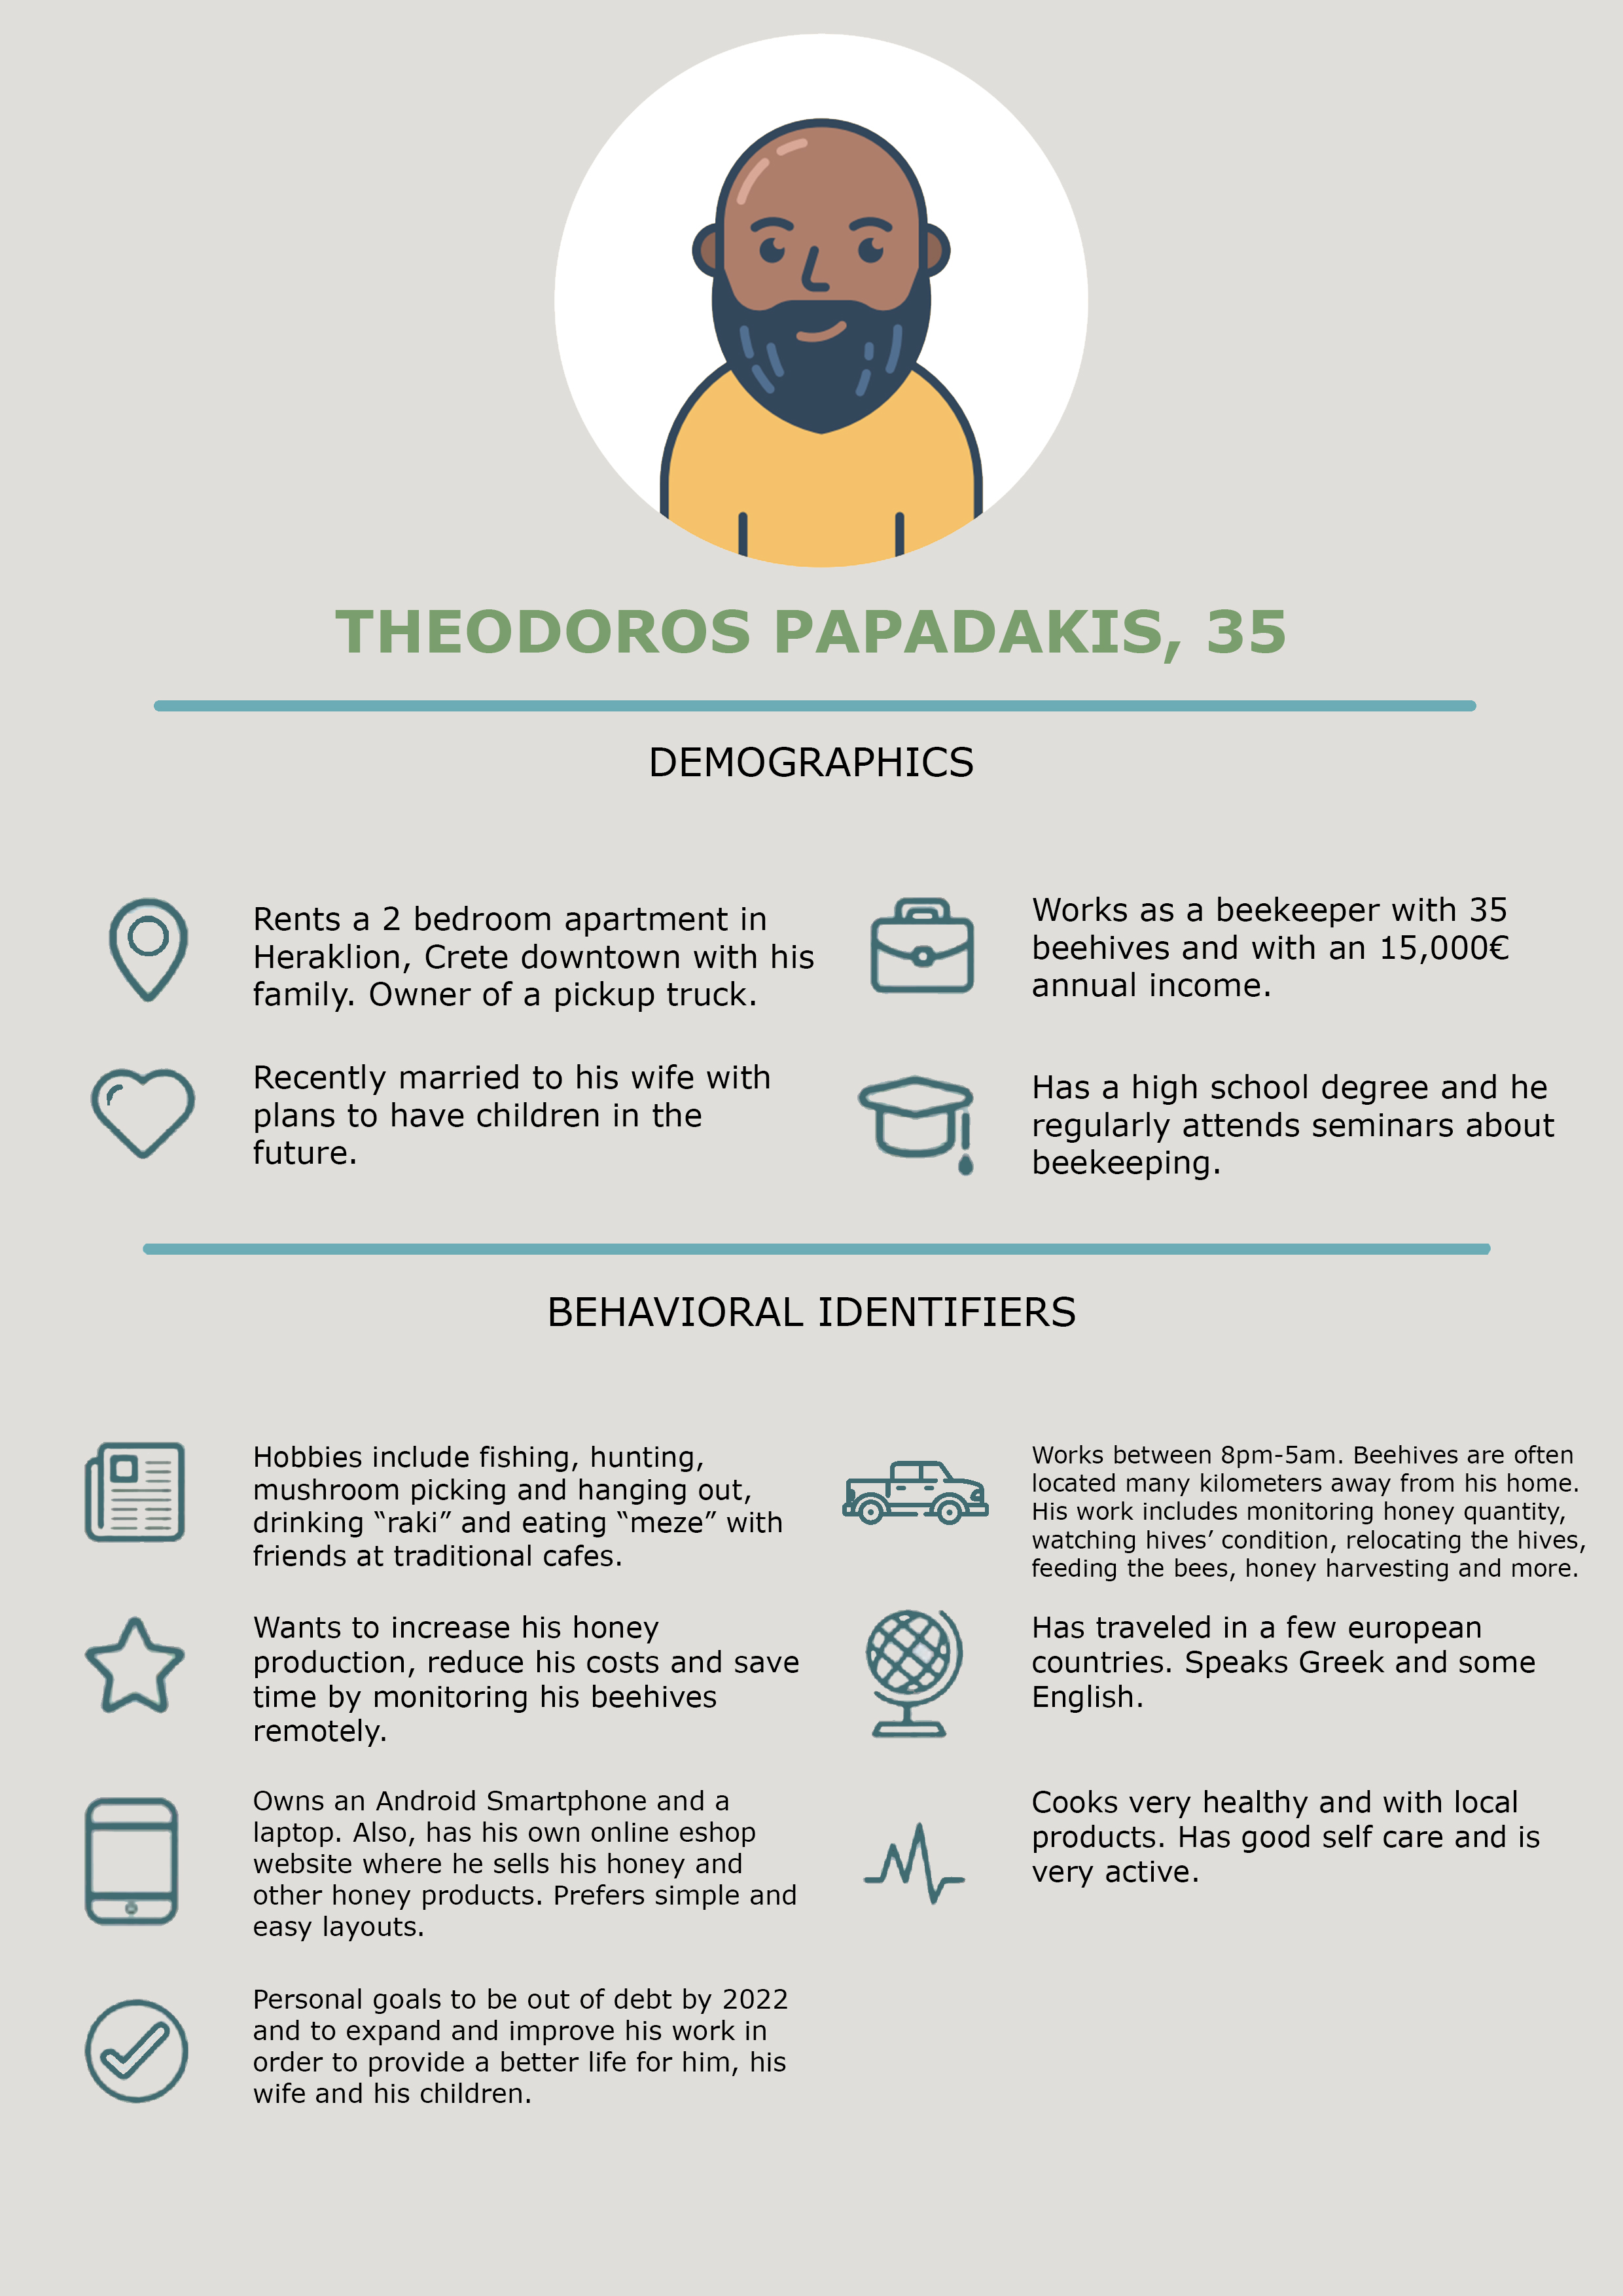 THEODOROS PAPADAKIS, 35
DEMOGRAPHICS
Rents a 2 bedroom apartment in
Heraklion, Crete downtown with his
family. Owner of a pickup truck.
Works as a beekeeper with 35
beehives and with an 15,000€
annual income.
Recently married to his wife with
plans to have children in the
future.
Has a high school degree and he
regularly attends seminars about
beekeeping.
BEHAVIORAL IDENTIFIERS
Hobbies include fishing, hunting,
mushroom picking and hanging out,
drinking “raki” and eating “meze” with
friends at traditional cafes.
Works between 8pm-5am. Beehives are often
located many kilometers away from his home.
His work includes monitoring honey quantity,
watching hives’ condition, relocating the hives,
feeding the bees, honey harvesting and more.
Wants to increase his honey
production, reduce his costs and save
time by monitoring his beehives
remotely.
Has traveled in a few european
countries. Speaks Greek and some
English.
Owns an Android Smartphone and a
laptop. Also, has his own online eshop
website where he sells his honey and
other honey products. Prefers simple and
easy layouts.
Cooks very healthy and with local
products. Has good self care and is
very active.
Personal goals to be out of debt by 2022
and to expand and improve his work in
order to provide a better life for him, his
wife and his children.